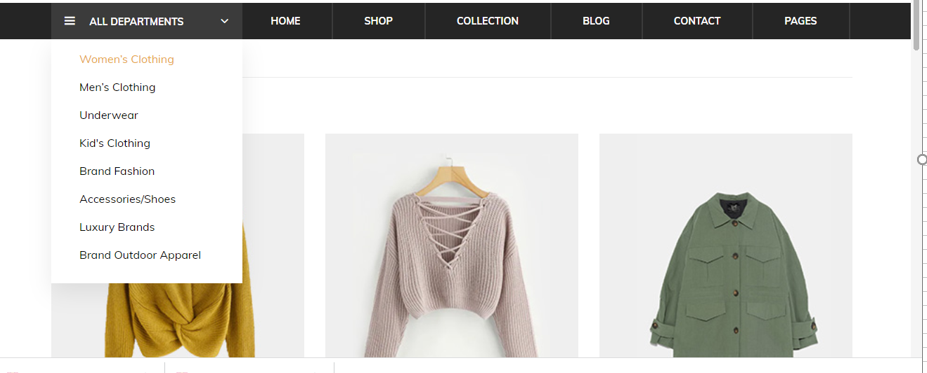 ALL DEPARTMENTS HOME SHOP COLLECTION BLOG CONTACT PAGES
Women's Clothing
Men's Clothing
Underwear
Kid's Clothing
Brand Fashion
Accessories/Shoes
Luxury Brands
Brand Outdoor Apparel